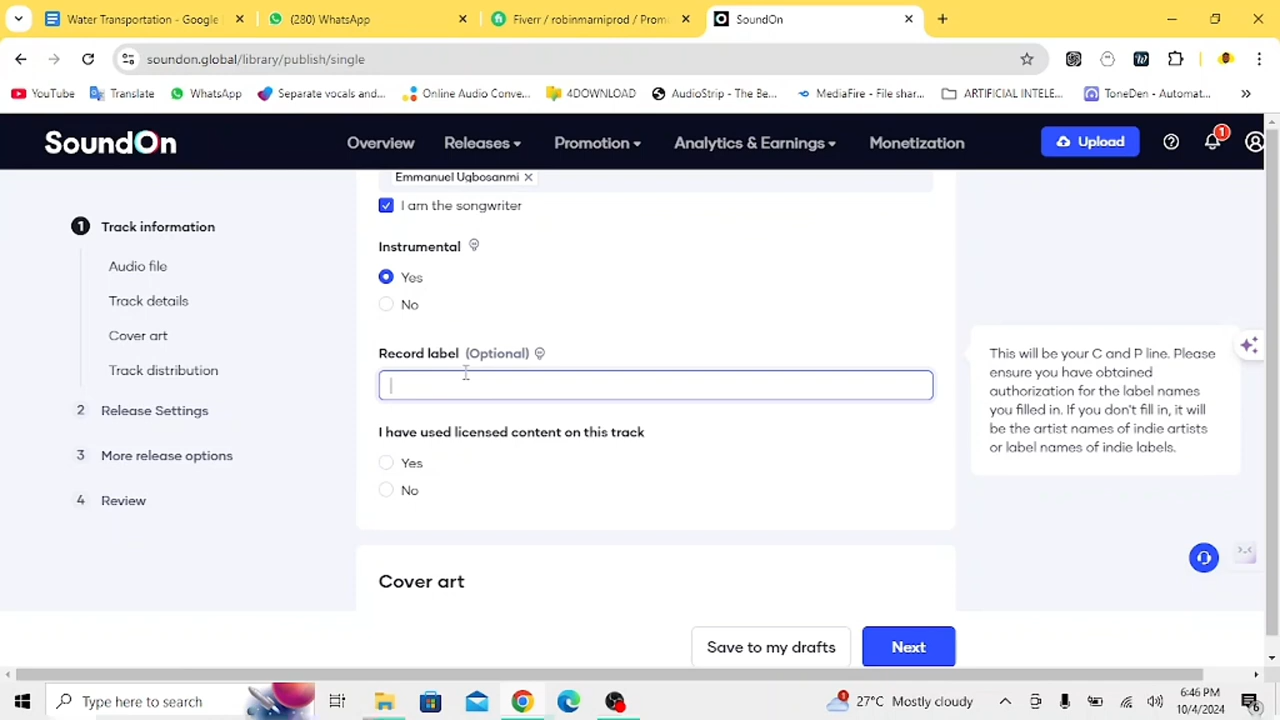 Water Transportation - Google
(280) WhatsApp
Fiverr / robinmarniprod / Prom
SoundOn
soundon.global/library/publish/single
YouTube
Translate
WhatsApp
Separate vocals and...
Online Audio Conve...
4DOWNLOAD
AudioStrip - The Be...
MediaFire - File shar...
ARTIFICIAL INTELE...
ToneDen - Automat...
SoundOn
Overview
Releases
Promotion
Analytics & Earnings
Monetization
Upload
1
Emmanuel Ugbosanmi
I am the songwriter
1 Track information
Audio file
Track details
Cover art
Track distribution
2 Release Settings
3 More release options
4 Review
Instrumental
Yes
No
Record label (Optional)
I have used licensed content on this track
Yes
No
This will be your C and P line. Please
ensure you have obtained
authorization for the label names
you filled in. If you don't fill in, it will
be the artist names of indie artists
or label names of indie labels.
Cover art
Save to my drafts
Next
Type here to search
1
27°C Mostly cloudy
6:46 PM
10/4/2024